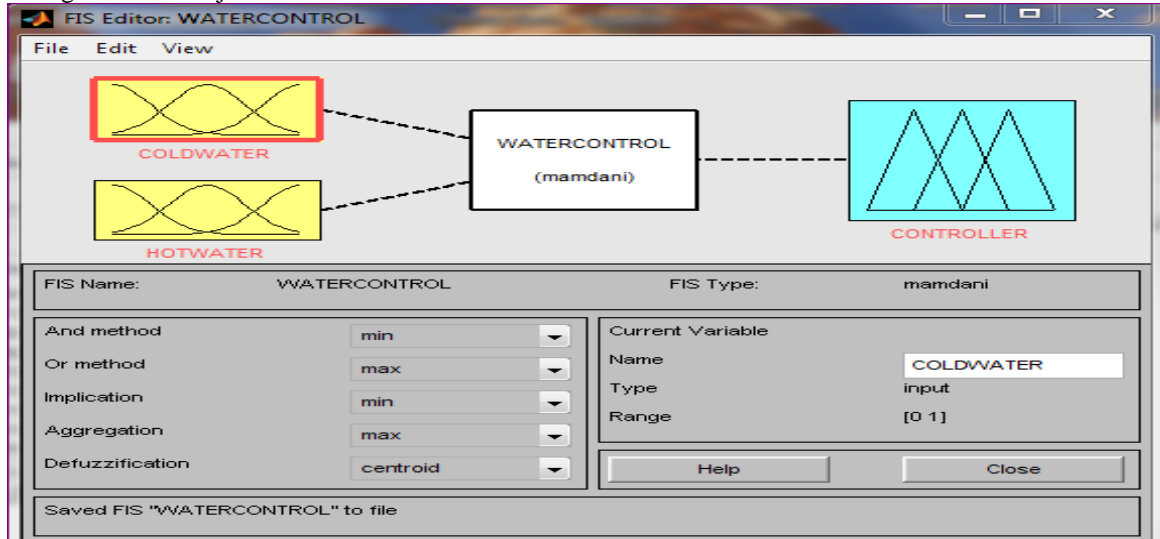 FIS Editor: WATERCONTROL
File Edit View
COLDWATER
HOTWATER
WATERCONTROL
(mamdani)
CONTROLLER
FIS Name: WATERCONTROL FIS Type: mamdani
And method min
Or method max
Implication min
Aggregation max
Defuzzification centroid
Current Variable
Name COLDWATER
Type input
Range [0 1]
Help Close
Saved FIS "WATERCONTROL" to file